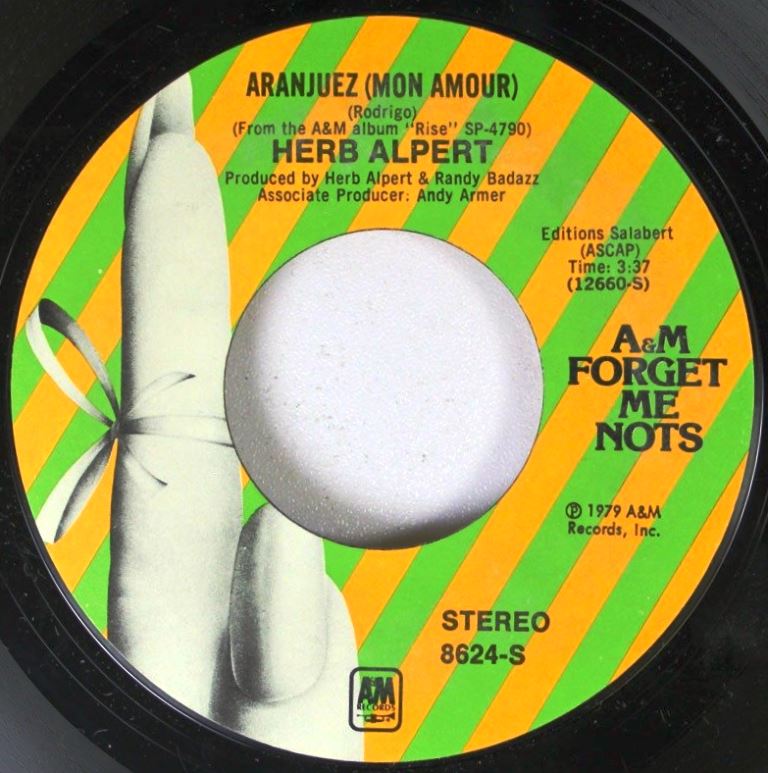 ARANJUEZ (MON AMOUR)
(Rodrigo)
(From the A&M album "Rise" SP-4790)
HERB ALPERT
Produced by Herb Alpert & Randy Badazz
Associate Producer: Andy Armer
Editions Salabert
(ASCAP)
Time: 3:37
(12660-S)
A&M
FORGET
ME
NOTS
℗ 1979 A&M
Records, Inc.
STEREO
8624-S
A&M
RECORDS